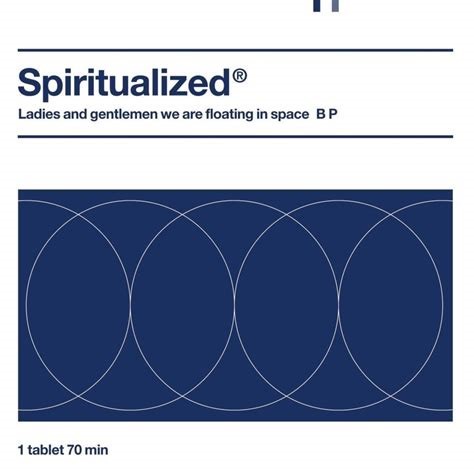 Spiritualized®
Ladies and gentlemen we are floating in space B P
1 tablet 70 min